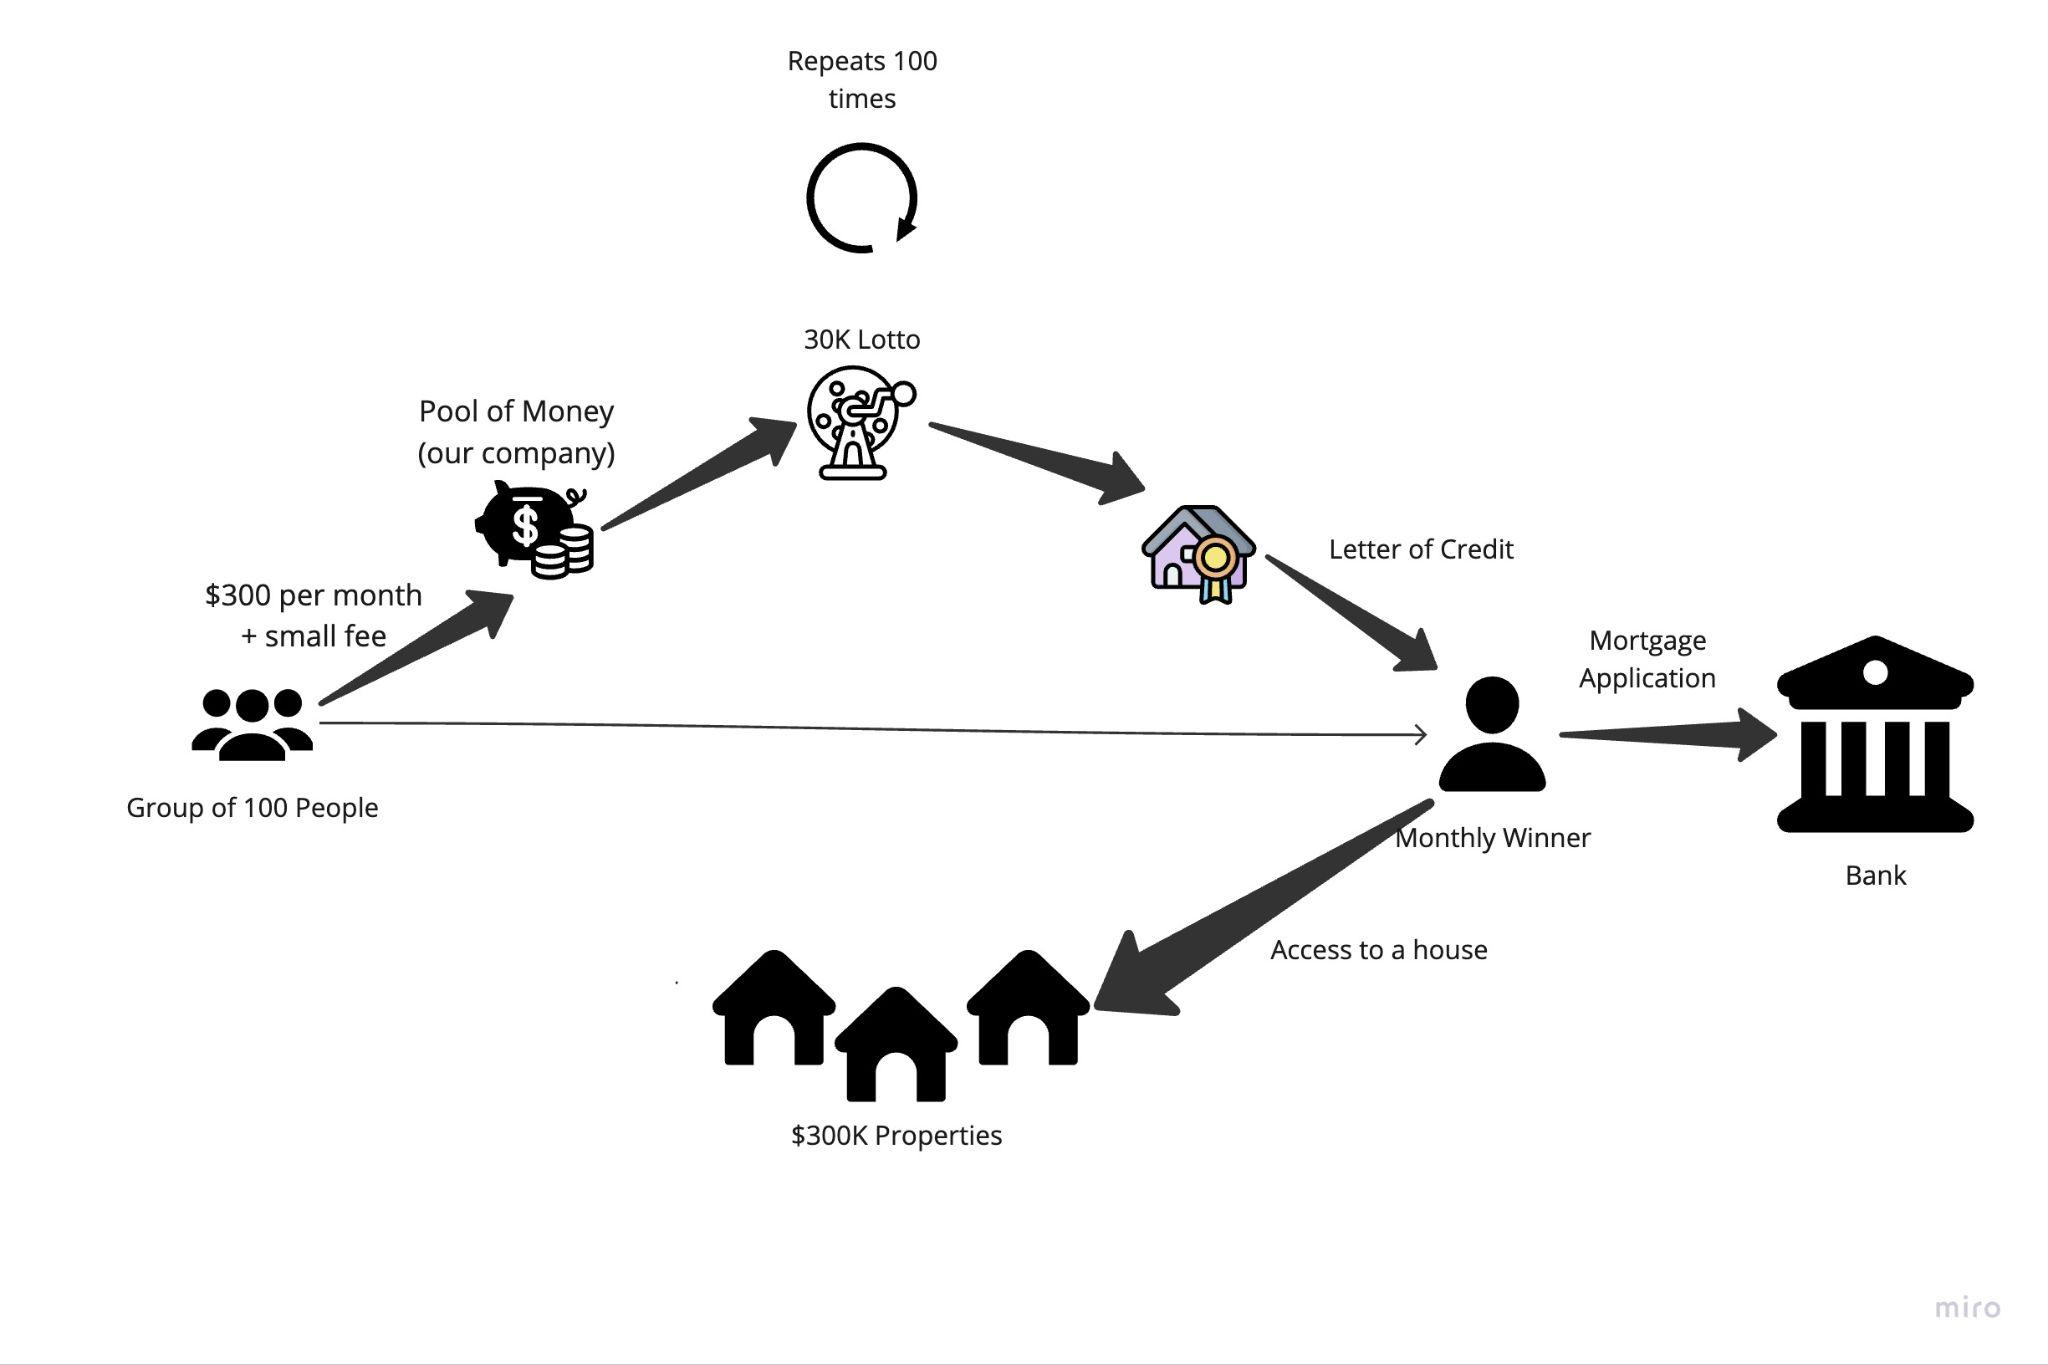 Repeats 100
times
30K Lotto
Pool of Money
(our company)
$300 per month
+ small fee
Group of 100 People
Letter of Credit
Mortgage
Application
Monthly Winner
Bank
Access to a house
$300K Properties
$
miro